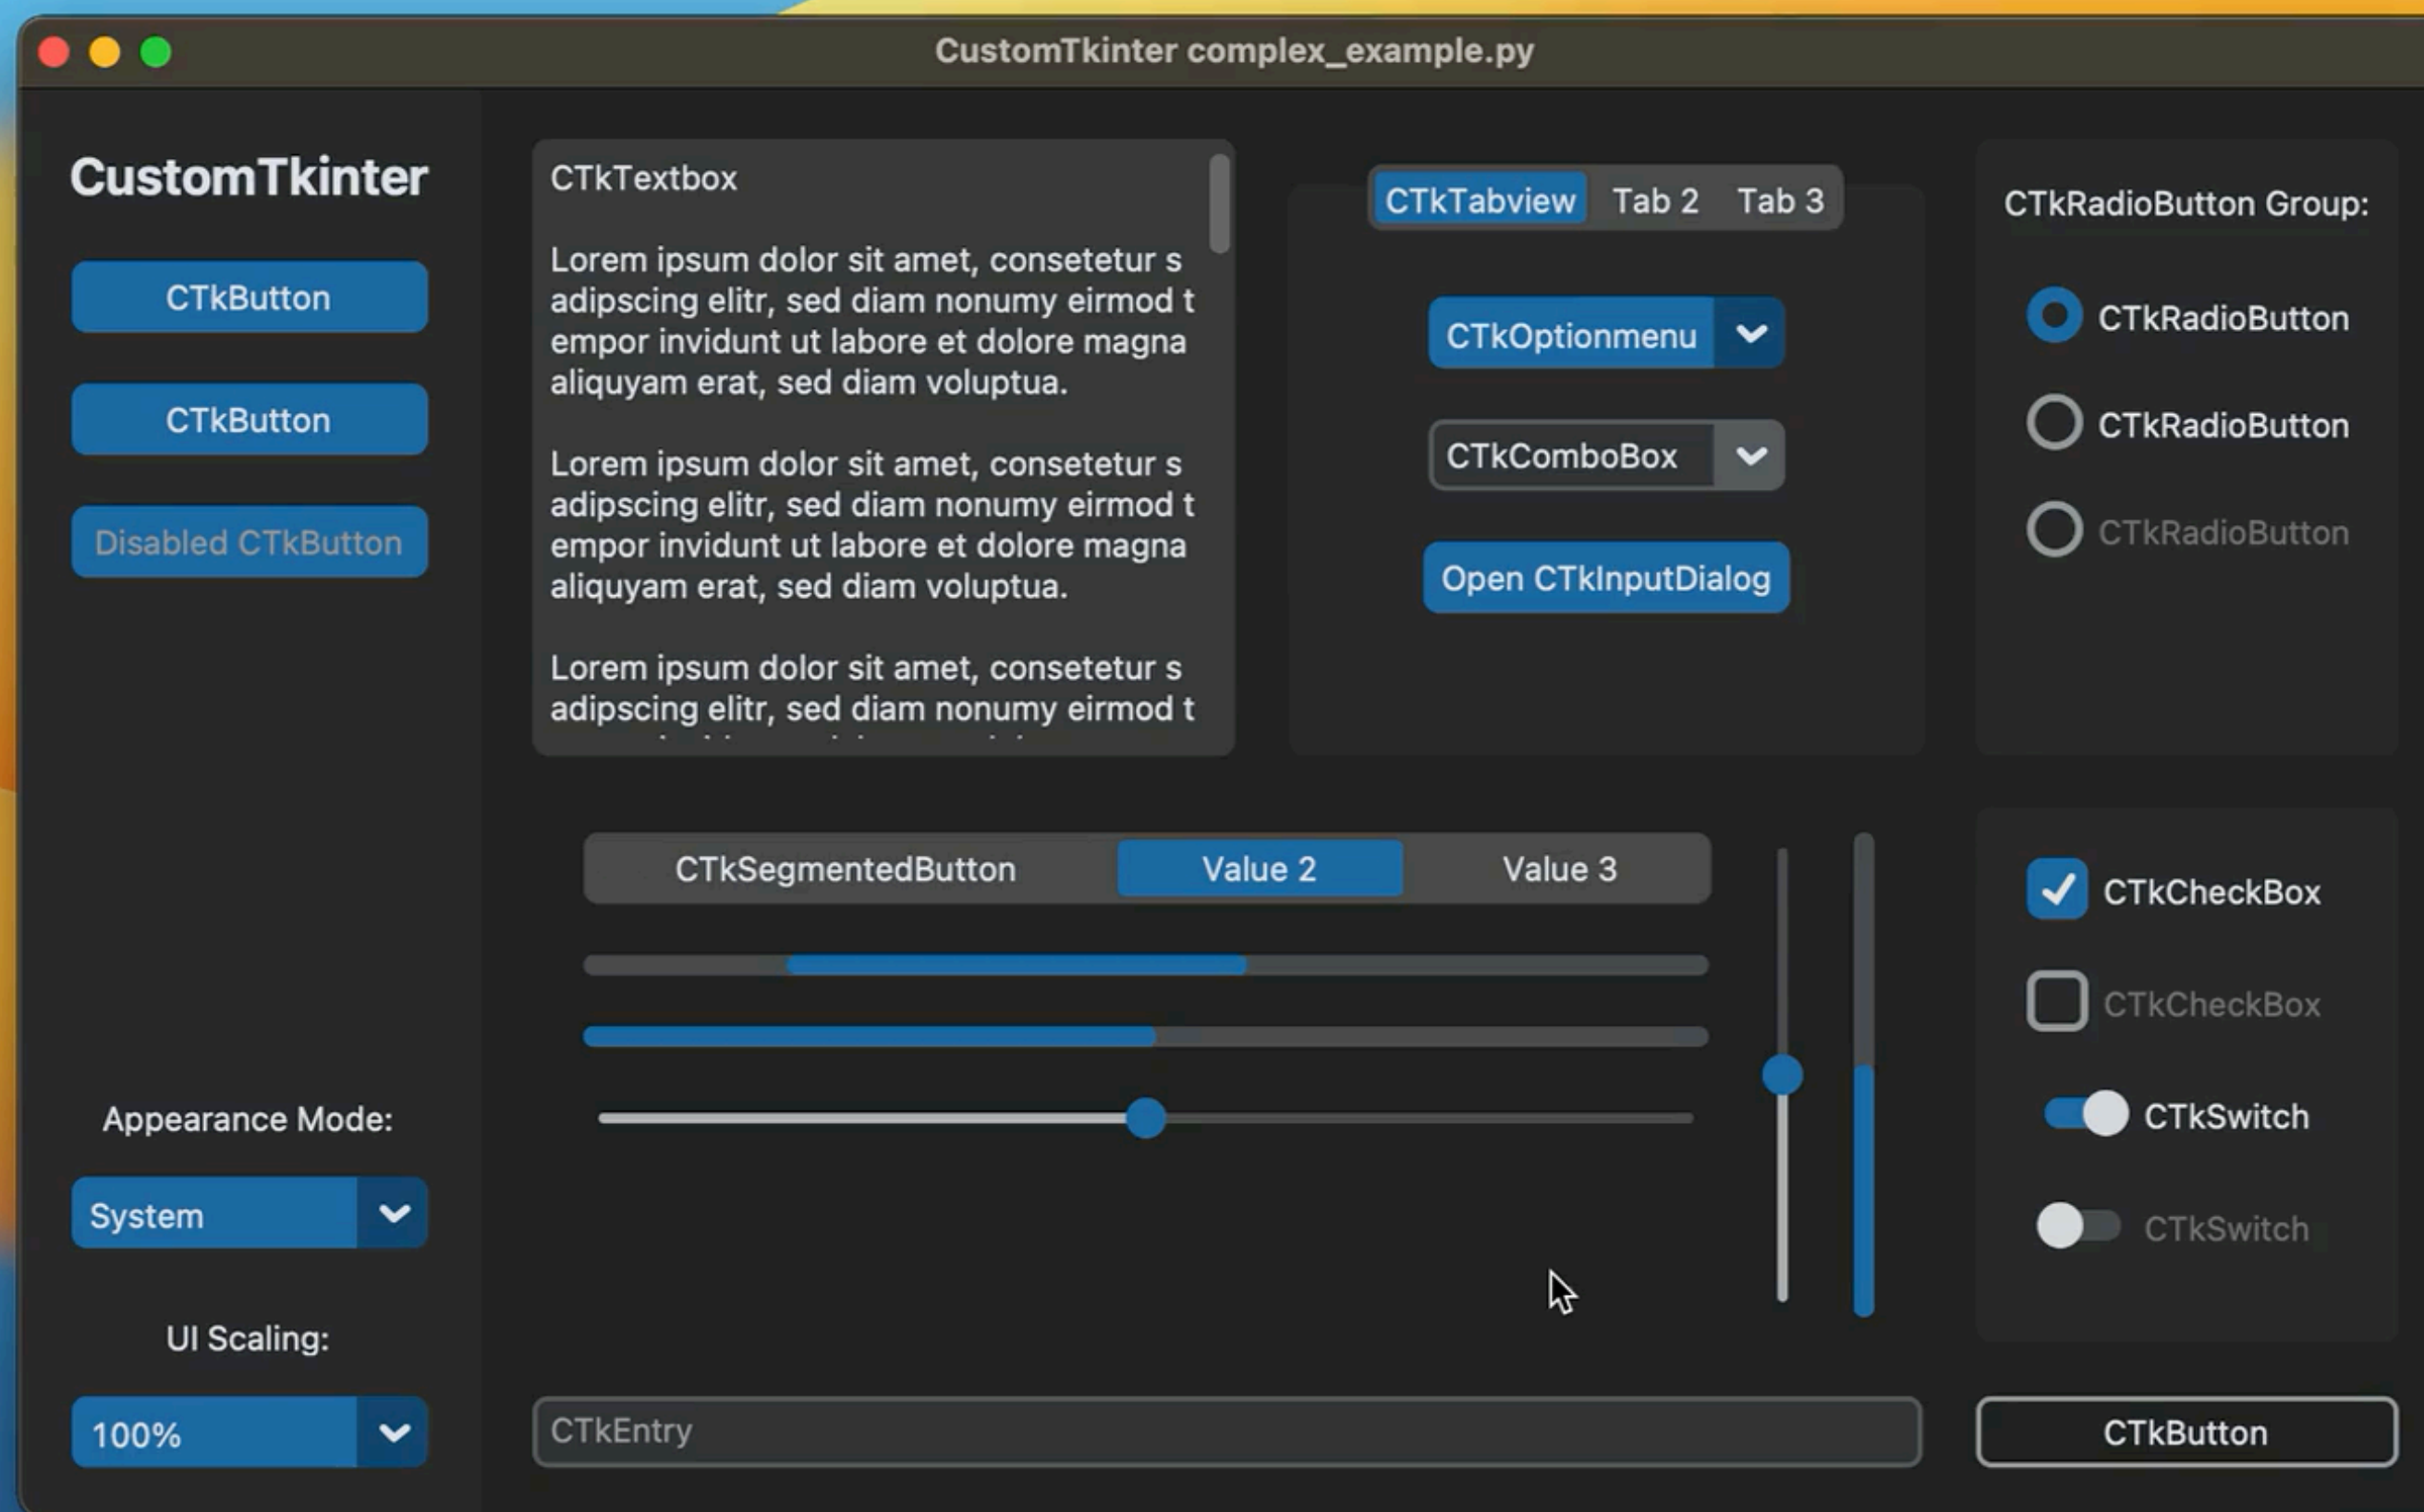 CustomTkinter complex_example.py
CustomTkinter
CTkButton
CTkButton
Disabled CTkButton
Appearance Mode:
System
UI Scaling:
100%
CTkTextbox
Lorem ipsum dolor sit amet, consetetur s
adipscing elitr, sed diam nonumy eirmod t
empor invidunt ut labore et dolore magna
aliquyam erat, sed diam voluptua.
Lorem ipsum dolor sit amet, consetetur s
adipscing elitr, sed diam nonumy eirmod t
empor invidunt ut labore et dolore magna
aliquyam erat, sed diam voluptua.
Lorem ipsum dolor sit amet, consetetur s
adipscing elitr, sed diam nonumy eirmod t
CTkTabview Tab 2 Tab 3
CTkOptionmenu
CTkComboBox
Open CTkInputDialog
CTkRadioButton Group:
CTkRadioButton
CTkRadioButton
CTkRadioButton
CTkSegmentedButton Value 2 Value 3
CTkCheckBox
CTkCheckBox
CTkSwitch
CTkSwitch
CTkEntry
CTkButton